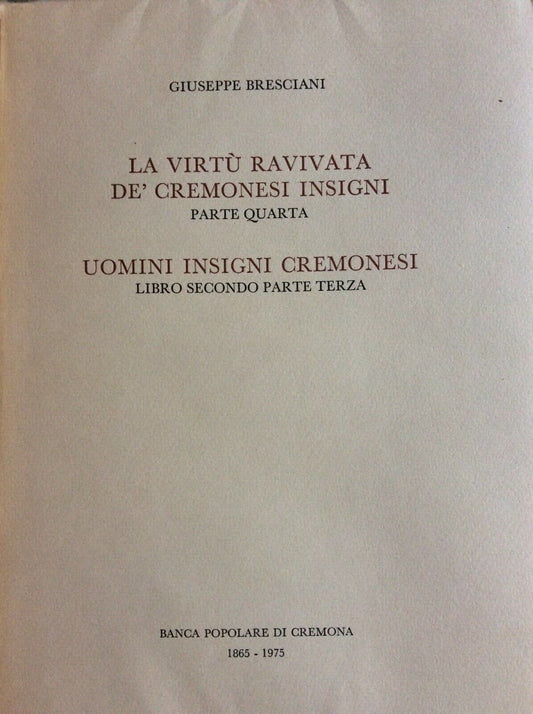 GIUSEPPE BRESCIANI
LA VIRTÙ RAVIVATA
DE' CREMONESI INSIGNI
PARTE QUARTA
UOMINI INSIGNI CREMONESI
LIBRO SECONDO PARTE TERZA
BANCA POPOLARE DI CREMONA
1865 - 1975